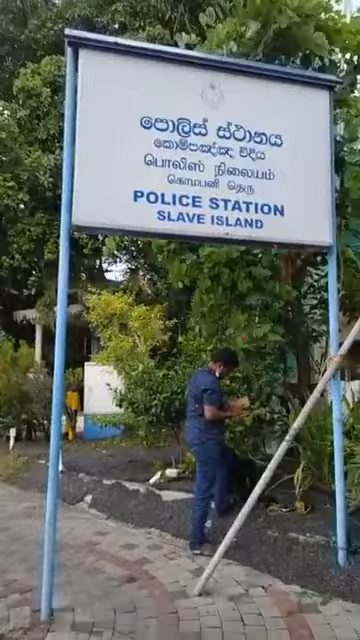 පොලිස් ස්ථානය
කොම්පඤ්ඤ වීදිය
பொலிஸ் நிலையம்
கொம்பனி தெரு
POLICE STATION
SLAVE ISLAND